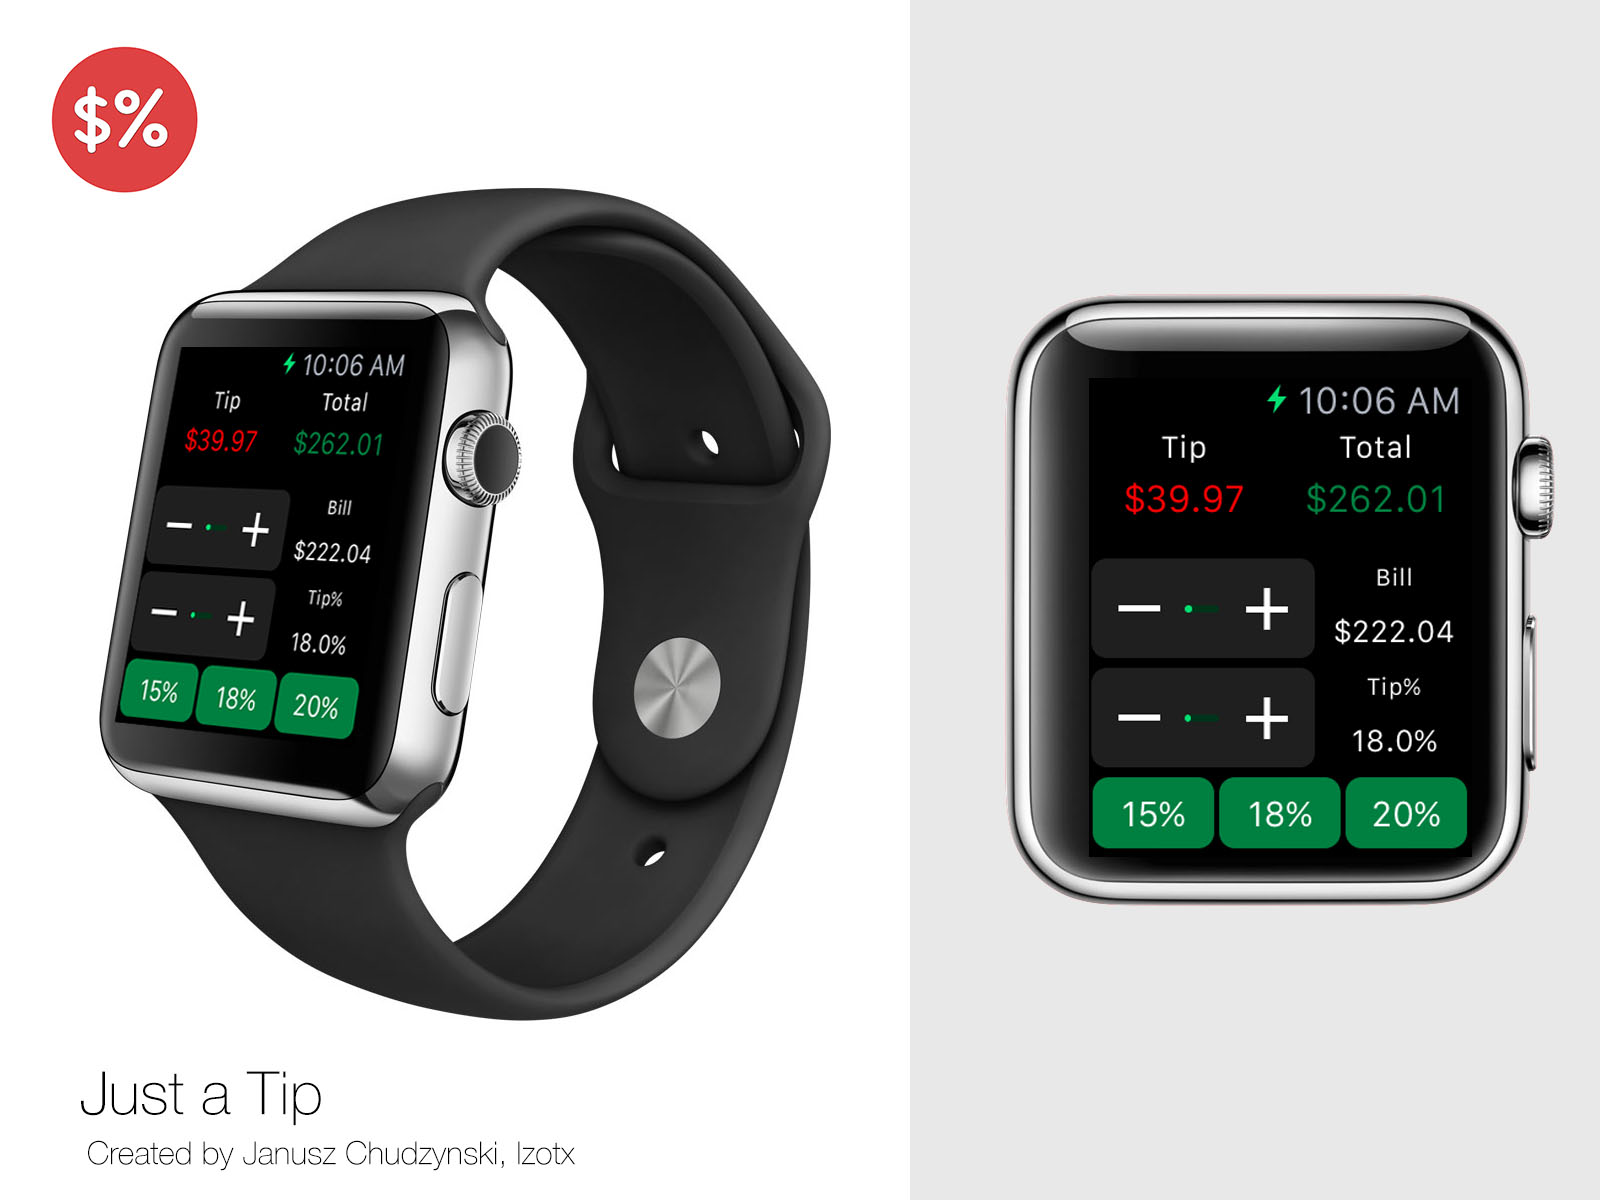 $%
10:06 AM
Tip Total
$39.97 $262.01
Bill
$222.04
Tip%
18.0%
15% 18% 20%
Just a Tip
Created by Janusz Chudzynski, Izotx
10:06 AM
Tip Total
$39.97 $262.01
Bill
$222.04
Tip%
18.0%
15% 18% 20%